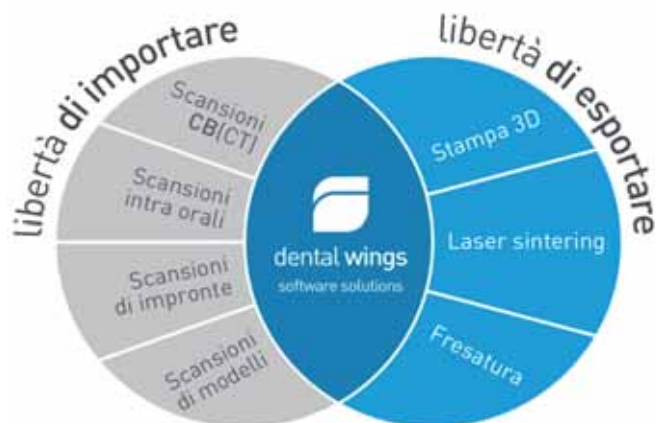 libertà di importare
Scansioni
CB(CT)
Scansioni
intra orali
Scansioni
di impronte
Scansioni
di modelli
dental wings
software solutions
libertà di esportare
Stampa 3D
Laser sintering
Fresatura